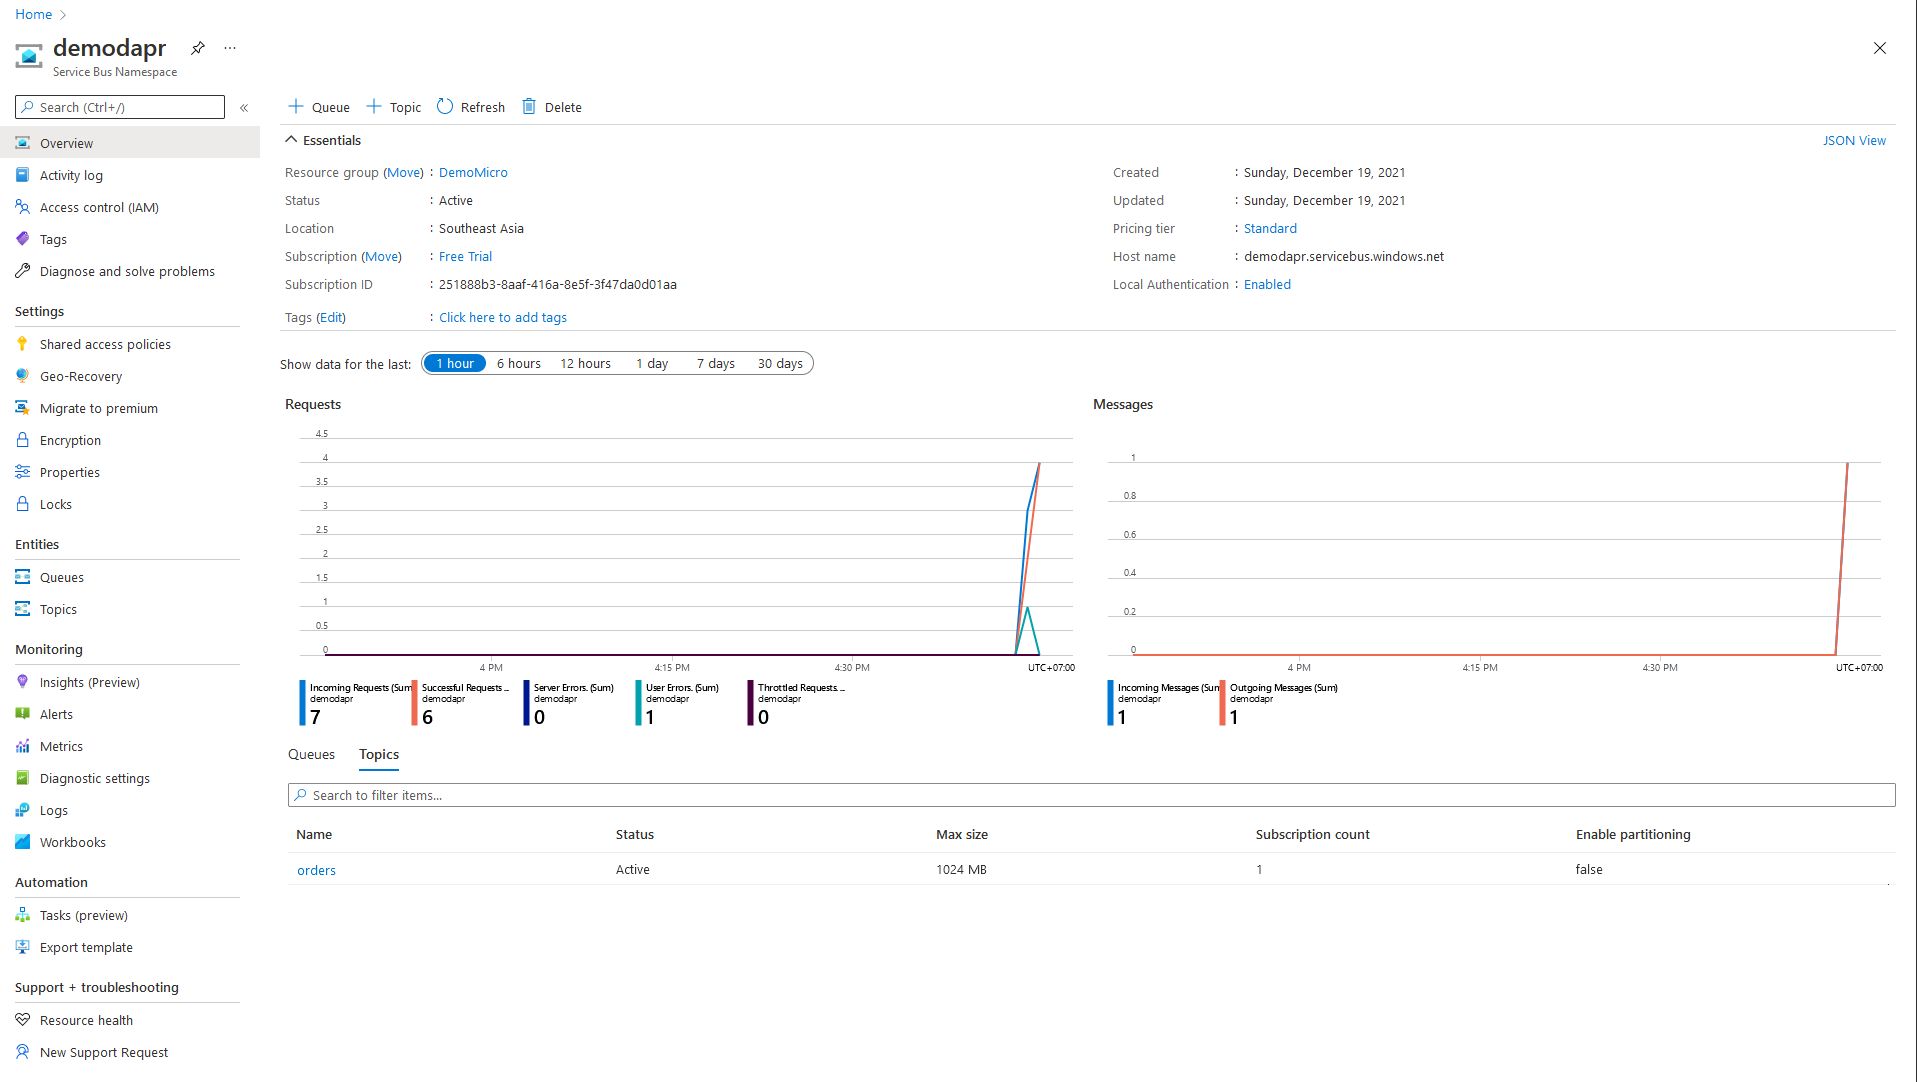 Home
demodapr
Service Bus Namespace
Search (Ctrl+/)
Overview
Activity log
Access control (IAM)
Tags
Diagnose and solve problems
Settings
Shared access policies
Geo-Recovery
Migrate to premium
Encryption
Properties
Locks
Entities
Queues
Topics
Monitoring
Insights (Preview)
Alerts
Metrics
Diagnostic settings
Logs
Workbooks
Automation
Tasks (preview)
Export template
Support + troubleshooting
Resource health
New Support Request
Queue Topic Refresh Delete
Essentials
JSON View
Resource group (Move) : DemoMicro
Status : Active
Location : Southeast Asia
Subscription (Move) : Free Trial
Subscription ID : 251888b3-8aaf-416a-8e5f-3f47da0d01aa
Tags (Edit) : Click here to add tags
Created : Sunday, December 19, 2021
Updated : Sunday, December 19, 2021
Pricing tier : Standard
Host name : demodapr.servicebus.windows.net
Local Authentication : Enabled
Show data for the last: 1 hour 6 hours 12 hours 1 day 7 days 30 days
Requests
4.5
4
3.5
3
2.5
2
1.5
1
0.5
0
4 PM 4:15 PM 4:30 PM UTC+07:00
Incoming Requests (Sum Successful Requests ... Server Errors. (Sum) User Errors. (Sum) Throttled Requests. ...
demodapr demodapr demodapr demodapr demodapr
7 6 0 1 0
Messages
1
0.8
0.6
0.4
0.2
0
4 PM 4:15 PM 4:30 PM UTC+07:00
Incoming Messages (Sum Outgoing Messages (Sum)
demodapr demodapr
1 1
Queues Topics
Search to filter items...
Name Status Max size Subscription count Enable partitioning
orders Active 1024 MB 1 false